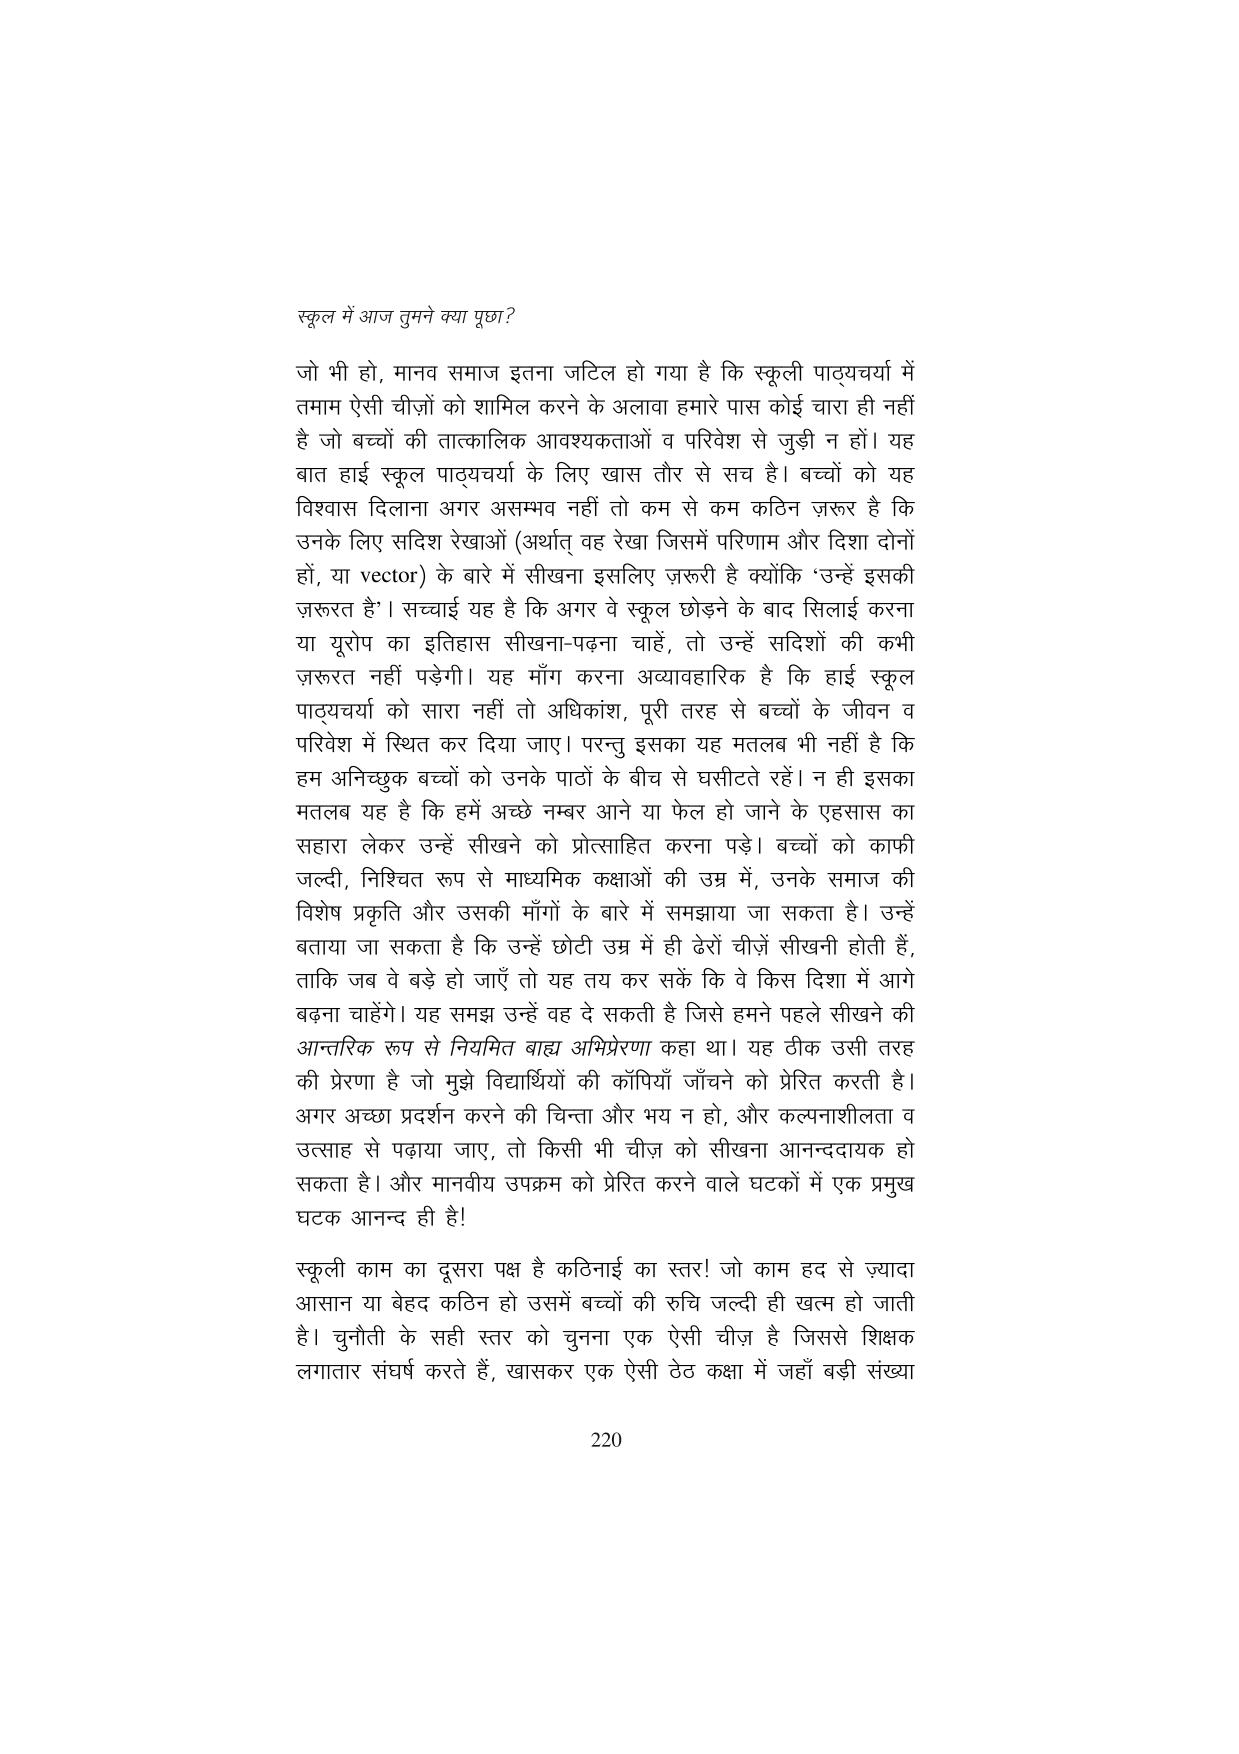 स्कूल में आज तुमने क्या पूछा?
जो भी हो, मानव समाज इतना जटिल हो गया है कि स्कूली पाठ्यचर्या में
तमाम ऐसी चीज़ों को शामिल करने के अलावा हमारे पास कोई चारा ही नहीं
है जो बच्चों की तात्कालिक आवश्यकताओं व परिवेश से जुड़ी न हों। यह
बात हाई स्कूल पाठ्यचर्या के लिए खास तौर से सच है। बच्चों को यह
विश्वास दिलाना अगर असम्भव नहीं तो कम से कम कठिन ज़रूर है कि
उनके लिए सदिश रेखाओं (अर्थात् वह रेखा जिसमें परिणाम और दिशा दोनों
हों, या vector) के बारे में सीखना इसलिए ज़रूरी है क्योंकि ‘उन्हें इसकी
ज़रूरत है’। सच्चाई यह है कि अगर वे स्कूल छोड़ने के बाद सिलाई करना
या यूरोप का इतिहास सीखना-पढ़ना चाहें, तो उन्हें सदिशों की कभी
ज़रूरत नहीं पड़ेगी। यह माँग करना अव्यावहारिक है कि हाई स्कूल
पाठ्यचर्या को सारा नहीं तो अधिकांश, पूरी तरह से बच्चों के जीवन व
परिवेश में स्थित कर दिया जाए। परन्तु इसका यह मतलब भी नहीं है कि
हम अनिच्छुक बच्चों को उनके पाठों के बीच से घसीटते रहें। न ही इसका
मतलब यह है कि हमें अच्छे नम्बर आने या फेल हो जाने के एहसास का
सहारा लेकर उन्हें सीखने को प्रोत्साहित करना पड़े। बच्चों को काफी
जल्दी, निश्चित रूप से माध्यमिक कक्षाओं की उम्र में, उनके समाज की
विशेष प्रकृति और उसकी माँगों के बारे में समझाया जा सकता है। उन्हें
बताया जा सकता है कि उन्हें छोटी उम्र में ही ढेरों चीज़ें सीखनी होती हैं,
ताकि जब वे बड़े हो जाएँ तो यह तय कर सकें कि वे किस दिशा में आगे
बढ़ना चाहेंगे। यह समझ उन्हें वह दे सकती है जिसे हमने पहले सीखने की
आन्तरिक रूप से नियमित बाह्य अभिप्रेरणा कहा था। यह ठीक उसी तरह
की प्रेरणा है जो मुझे विद्यार्थियों की कॉपियाँ जाँचने को प्रेरित करती है।
अगर अच्छा प्रदर्शन करने की चिन्ता और भय न हो, और कल्पनाशीलता व
उत्साह से पढ़ाया जाए, तो किसी भी चीज़ को सीखना आनन्ददायक हो
सकता है। और मानवीय उपक्रम को प्रेरित करने वाले घटकों में एक प्रमुख
घटक आनन्द ही है!
स्कूली काम का दूसरा पक्ष है कठिनाई का स्तर! जो काम हद से ज़्यादा
आसान या बेहद कठिन हो उसमें बच्चों की रुचि जल्दी ही खत्म हो जाती
है। चुनौती के सही स्तर को चुनना एक ऐसी चीज़ है जिससे शिक्षक
लगातार संघर्ष करते हैं, खासकर एक ऐसी ठेठ कक्षा में जहाँ बड़ी संख्या
220